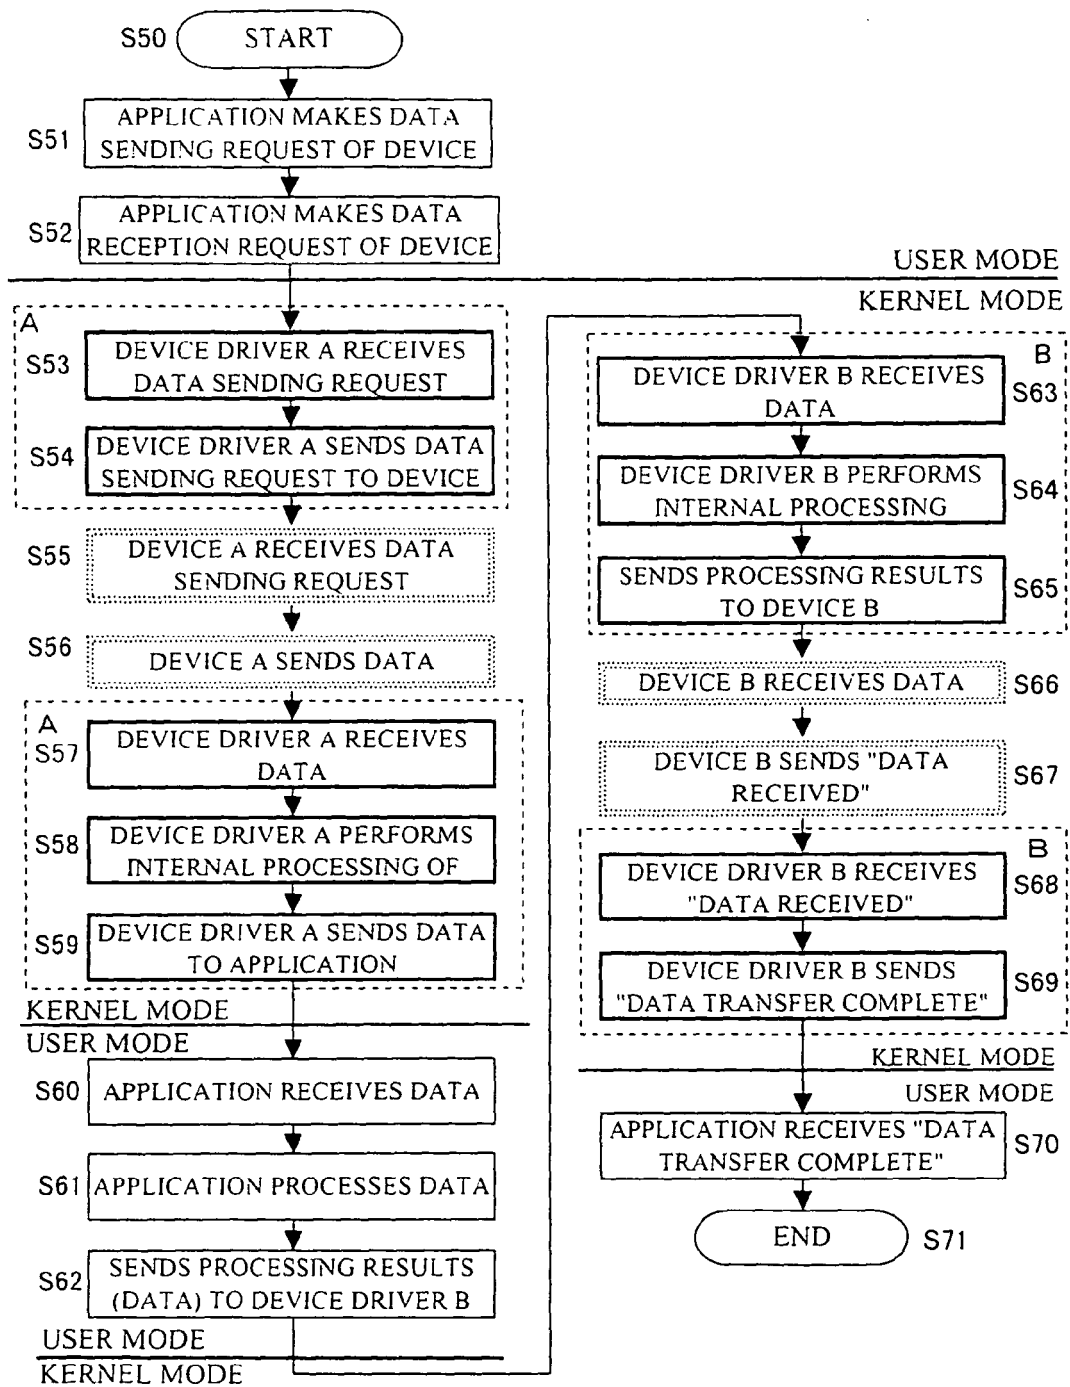 S50
START
S51
APPLICATION MAKES DATA
SENDING REQUEST OF DEVICE
S52
APPLICATION MAKES DATA
RECEPTION REQUEST OF DEVICE
USER MODE
KERNEL MODE
A
S53
DEVICE DRIVER A RECEIVES
DATA SENDING REQUEST
S54
DEVICE DRIVER A SENDS DATA
SENDING REQUEST TO DEVICE
S55
DEVICE A RECEIVES DATA
SENDING REQUEST
S56
DEVICE A SENDS DATA
A
S57
DEVICE DRIVER A RECEIVES
DATA
S58
DEVICE DRIVER A PERFORMS
INTERNAL PROCESSING OF
S59
DEVICE DRIVER A SENDS DATA
TO APPLICATION
KERNEL MODE
USER MODE
S60
APPLICATION RECEIVES DATA
S61
APPLICATION PROCESSES DATA
S62
SENDS PROCESSING RESULTS
(DATA) TO DEVICE DRIVER B
USER MODE
KERNEL MODE
B
DEVICE DRIVER B RECEIVES
DATA
S63
DEVICE DRIVER B PERFORMS
INTERNAL PROCESSING
S64
SENDS PROCESSING RESULTS
TO DEVICE B
S65
DEVICE B RECEIVES DATA
S66
DEVICE B SENDS "DATA
RECEIVED"
S67
B
DEVICE DRIVER B RECEIVES
"DATA RECEIVED"
S68
DEVICE DRIVER B SENDS
"DATA TRANSFER COMPLETE"
S69
KERNEL MODE
USER MODE
APPLICATION RECEIVES "DATA
TRANSFER COMPLETE"
S70
END
S71